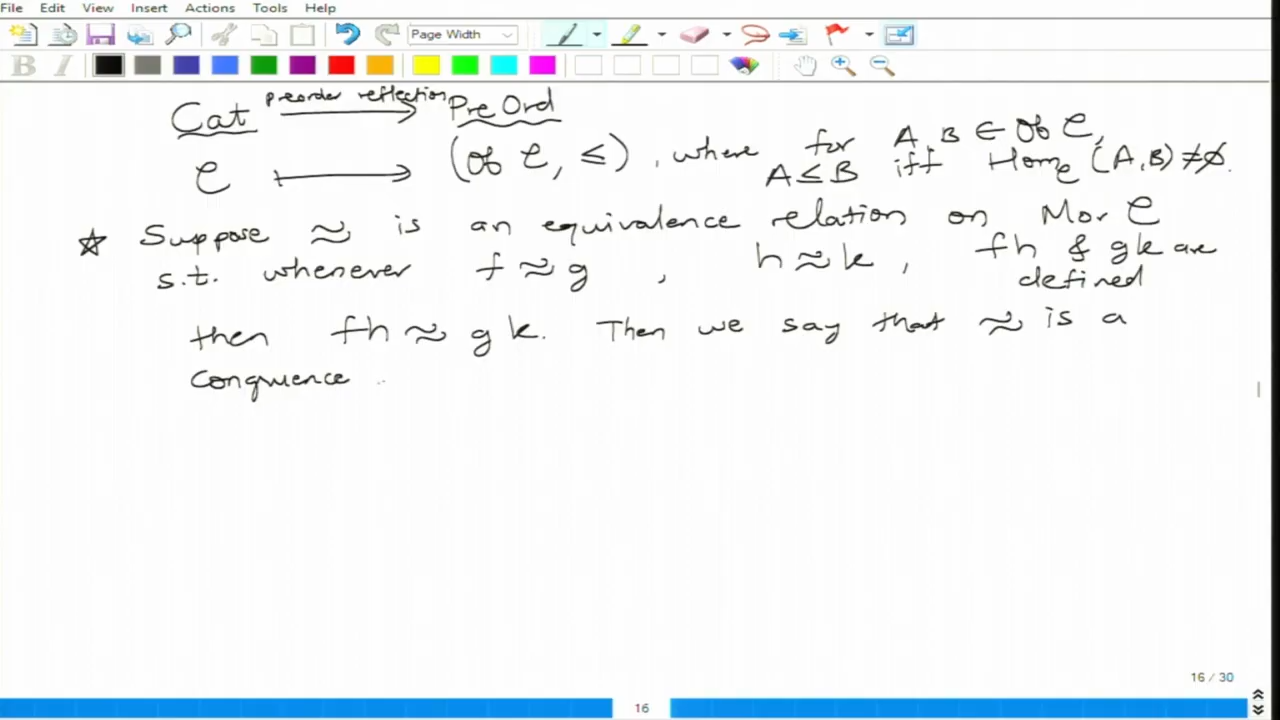 File Edit View Insert Actions Tools Help
Page Width
B I
Cat preorder reflection PreOrd
C ⟼ (Ob C, ≤), where for A, B ∈ Ob C,
A ≤ B iff Hom_C (A,B) ≠ ∅.
☆ Suppose ≈ is an equivalence relation on Mor C
s.t. whenever f ≈ g , h ≈ k , fh & gk are
defined
then fh ≈ gk. Then we say that ≈ is a
Congruence
16 / 30
16